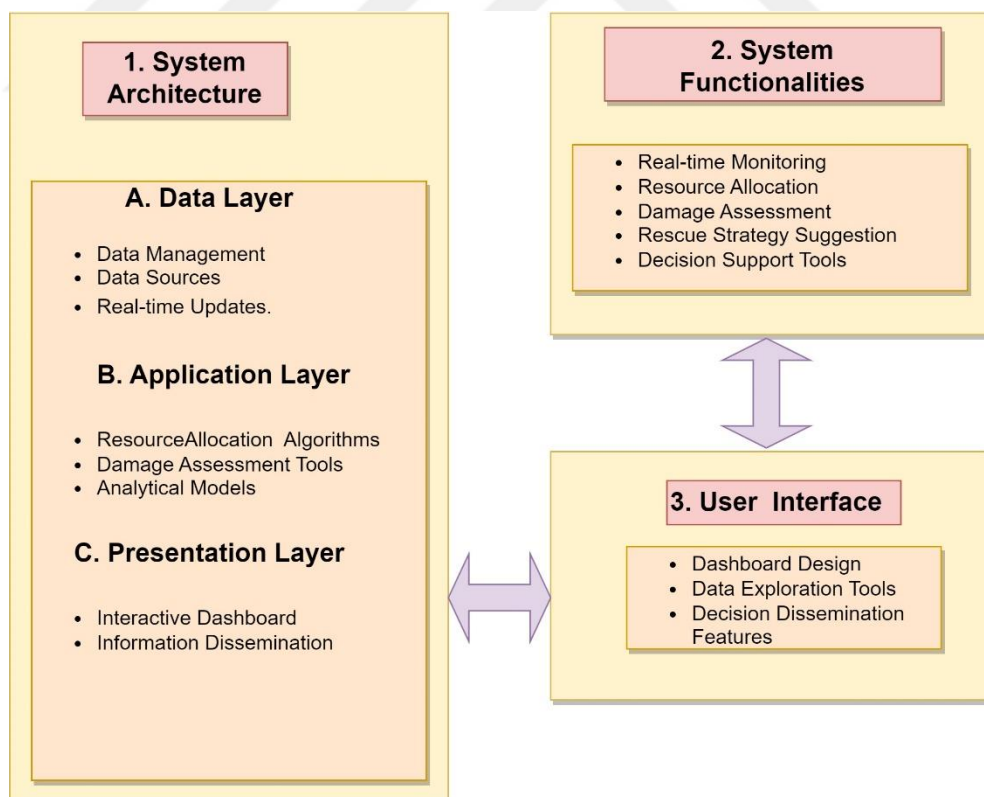 1. System
Architecture
A. Data Layer
• Data Management
• Data Sources
• Real-time Updates.
B. Application Layer
• ResourceAllocation Algorithms
• Damage Assessment Tools
• Analytical Models
C. Presentation Layer
• Interactive Dashboard
• Information Dissemination
2. System
Functionalities
• Real-time Monitoring
• Resource Allocation
• Damage Assessment
• Rescue Strategy Suggestion
• Decision Support Tools
3. User Interface
• Dashboard Design
• Data Exploration Tools
• Decision Dissemination
Features